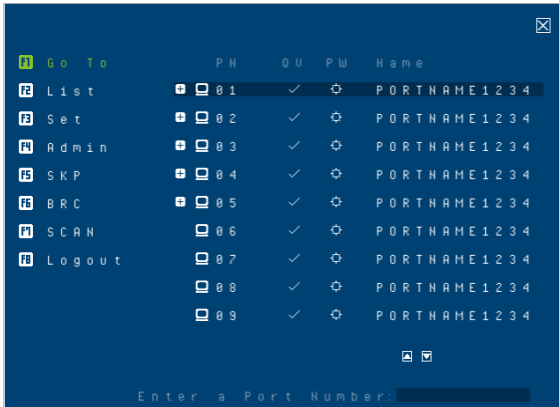 F1 Go To PN QV PW Name
F2 List 01 PORTNAME1234
F3 Set 02 PORTNAME1234
F4 Admin 03 PORTNAME1234
F5 SKP 04 PORTNAME1234
F6 BRC 05 PORTNAME1234
F7 SCAN 06 PORTNAME1234
F8 Logout 07 PORTNAME1234
08 PORTNAME1234
09 PORTNAME1234
Enter a Port Number: